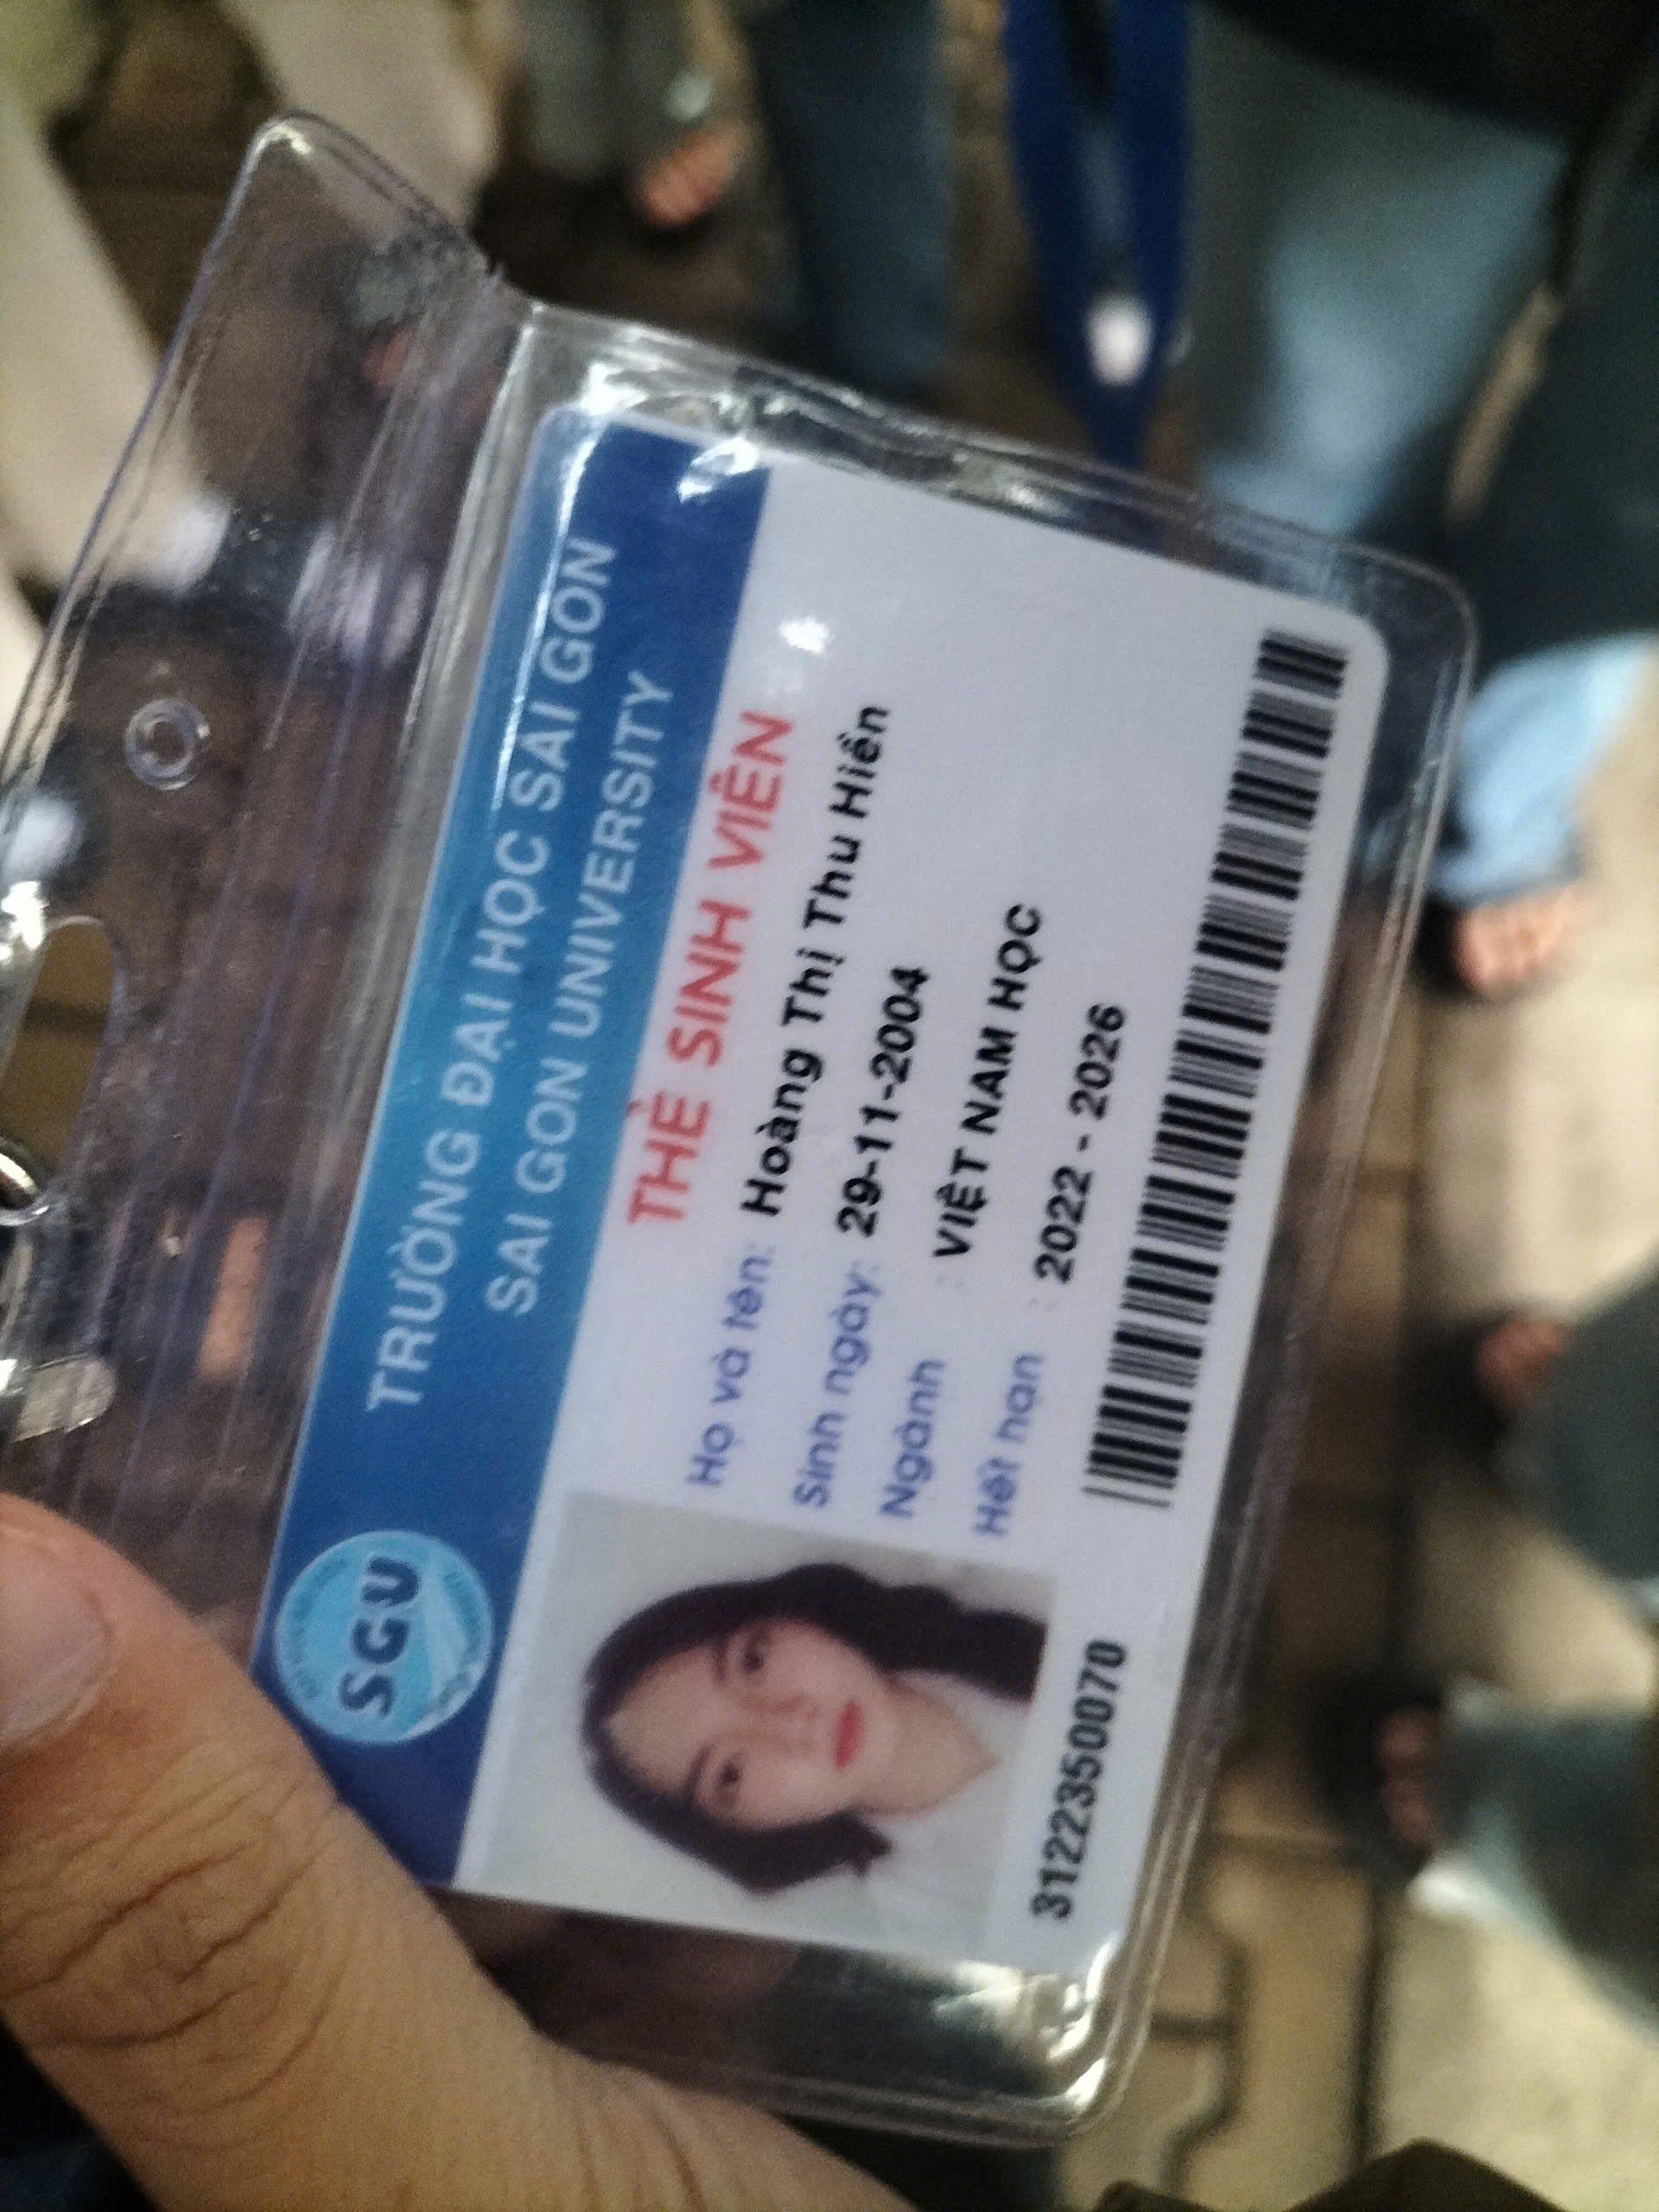 TRƯỜNG ĐẠI HỌC SÀI GÒN
SAI GON UNIVERSITY
SGU
THẺ SINH VIÊN
Họ và tên: Hoàng Thị Thu Hiền
Sinh ngày: 29-11-2004
Ngành : VIỆT NAM HỌC
Hết hạn : 2022 - 2026
3122350070